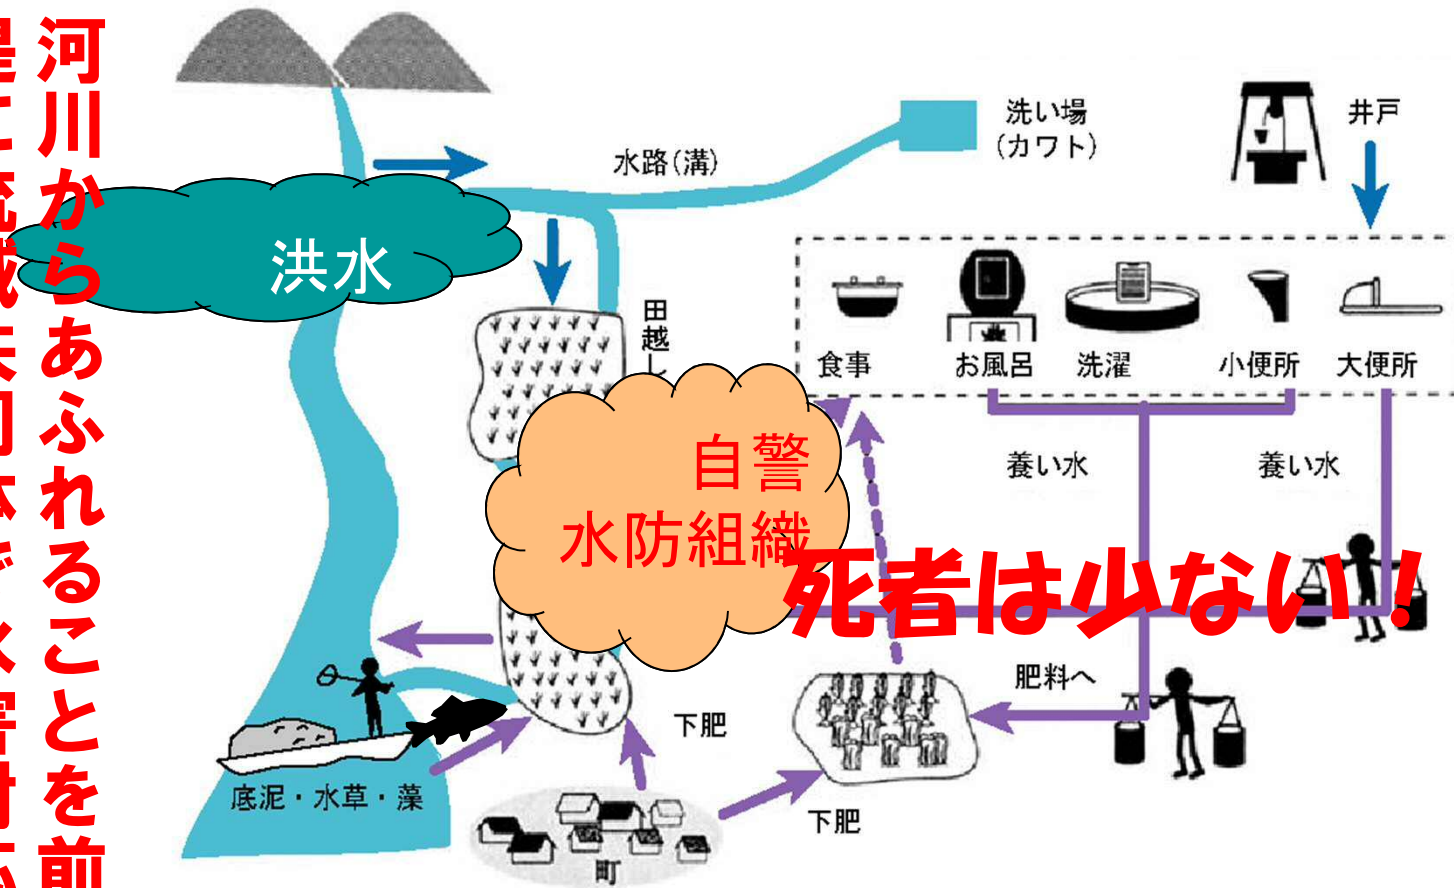 河川からあふれることを前
洗い場
(カワト)
井戸
水路(溝)
洪水
田越し
食事
お風呂
洗濯
小便所
大便所
自警
水防組織
養い水
養い水
死者は少ない!
肥料へ
下肥
底泥・水草・藻
下肥
町